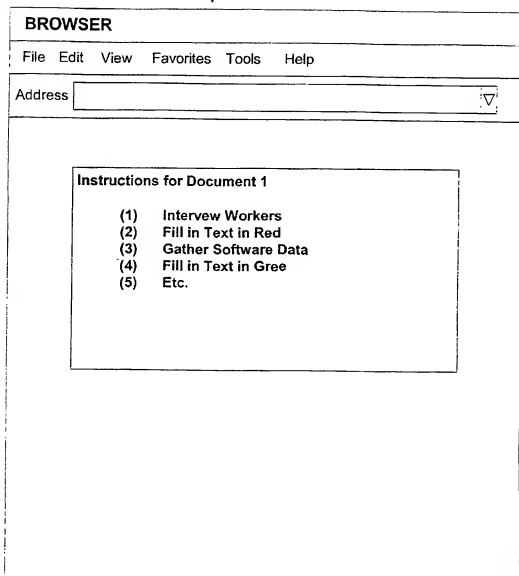 BROWSER
File Edit View Favorites Tools Help
Address
Instructions for Document 1
(1) Intervew Workers
(2) Fill in Text in Red
(3) Gather Software Data
(4) Fill in Text in Gree
(5) Etc.